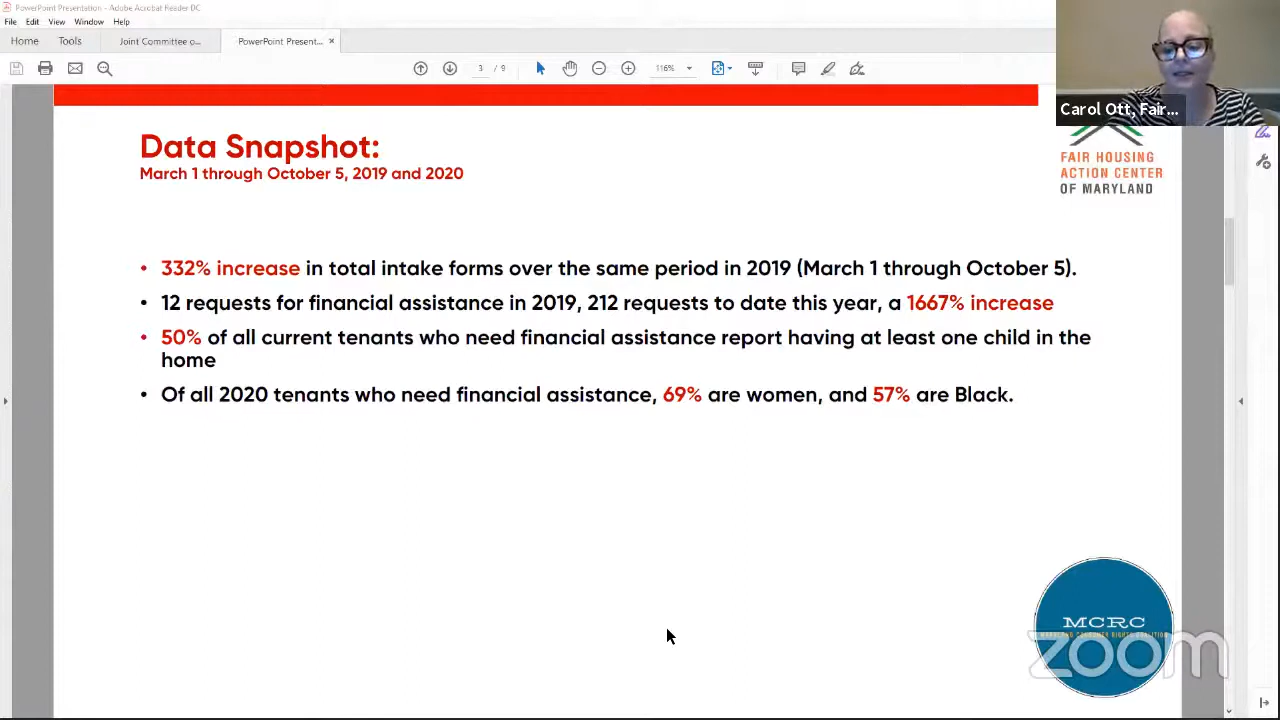 PowerPoint Presentation - Adobe Acrobat Reader DC
File Edit View Window Help
Home Tools Joint Committee o... PowerPoint Present... ×
3 / 9 116%
Carol Ott, Fair...
Data Snapshot:
March 1 through October 5, 2019 and 2020
FAIR HOUSING
ACTION CENTER
OF MARYLAND
• 332% increase in total intake forms over the same period in 2019 (March 1 through October 5).
• 12 requests for financial assistance in 2019, 212 requests to date this year, a 1667% increase
• 50% of all current tenants who need financial assistance report having at least one child in the
home
• Of all 2020 tenants who need financial assistance, 69% are women, and 57% are Black.
MCRC
MARYLAND CONSUMER RIGHTS COALITION
zoom